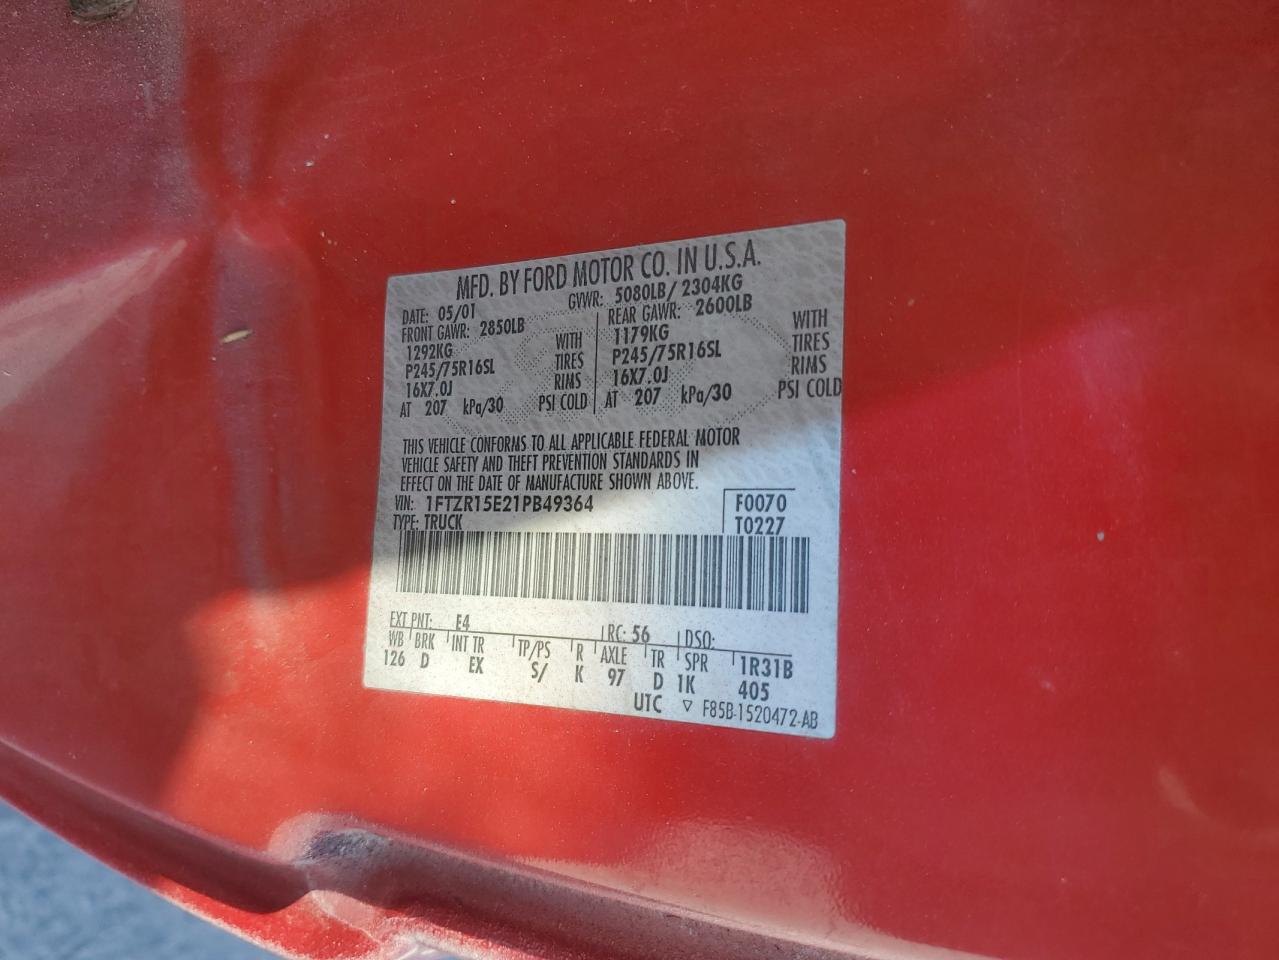 MFD. BY FORD MOTOR CO. IN U.S.A.
DATE: 05/01 GVWR: 5080LB/2304KG
FRONT GAWR: 2850LB REAR GAWR: 2600LB
1292KG WITH 1179KG WITH
P245/75R16SL TIRES P245/75R16SL TIRES
16X7.0J RIMS 16X7.0J RIMS
AT 207 kPa/30 PSI COLD AT 207 kPa/30 PSI COLD
THIS VEHICLE CONFORMS TO ALL APPLICABLE FEDERAL MOTOR
VEHICLE SAFETY AND THEFT PREVENTION STANDARDS IN
EFFECT ON THE DATE OF MANUFACTURE SHOWN ABOVE.
VIN: 1FTZR15E21PB49364 F0070
TYPE: TRUCK T0227
EXT PNT: E4 RC: 56 DSO:
WB BRK INT TR TP/PS R AXLE TR SPR 1R31B
126 D EX S/ K 97 D 1K 405
UTC ▽ F85B-1520472-AB